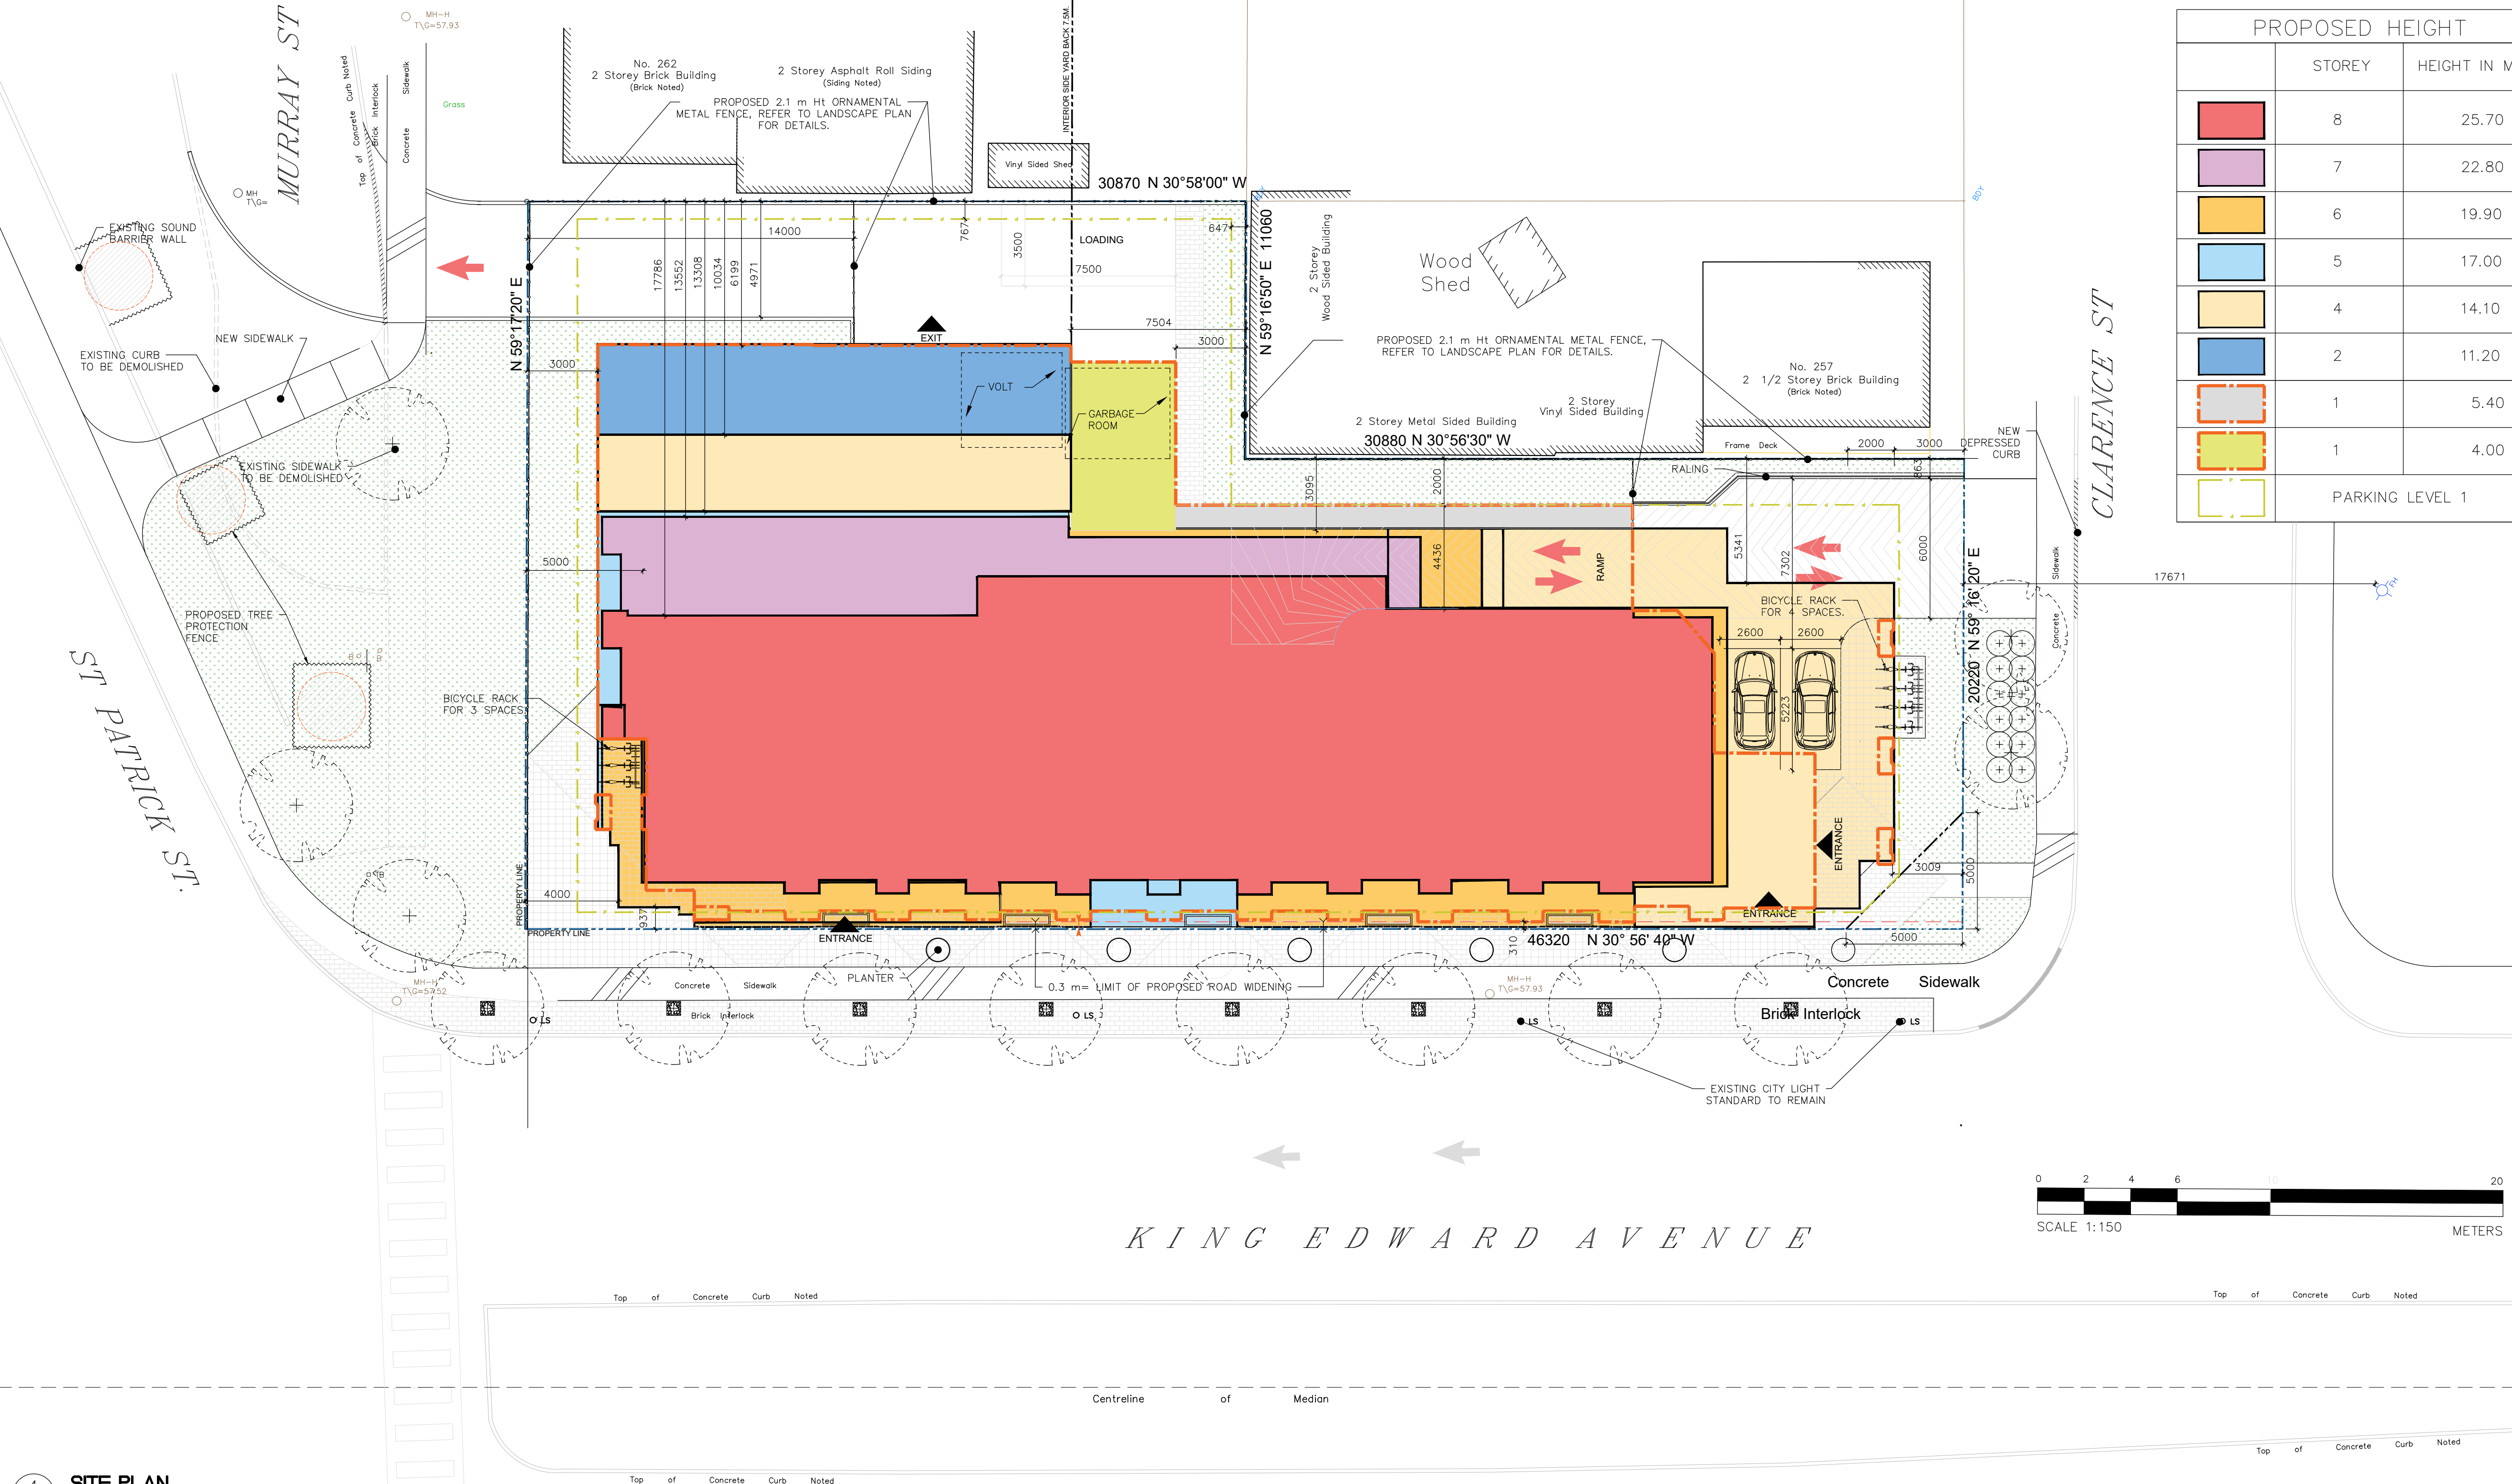 MH-H
T\G=57.93
MURRAY ST
Top of Concrete Curb Noted
Brick Interlock
Concrete Sidewalk
Grass
MH
T\G=
No. 262
2 Storey Brick Building
(Brick Noted)
2 Storey Asphalt Roll Siding
(Siding Noted)
PROPOSED 2.1 m Ht ORNAMENTAL
METAL FENCE, REFER TO LANDSCAPE PLAN
FOR DETAILS.
INTERIOR SIDE YARD BACK 7.5M.
Vinyl Sided Shed
30870 N 30°58'00" W
BDY
BDY
PROPOSED HEIGHT
STOREY
HEIGHT IN M
8 25.70
7 22.80
6 19.90
5 17.00
4 14.10
2 11.20
1 5.40
1 4.00
PARKING LEVEL 1
EXISTING SOUND
BARRIER WALL
NEW SIDEWALK
EXISTING CURB
TO BE DEMOLISHED
EXISTING SIDEWALK
TO BE DEMOLISHED
PROPOSED TREE
PROTECTION
FENCE
ST PATRICK ST.
N 59°17'20" E
14000
17786
13552
13308
10034
6199
4971
767
3500
LOADING
7500
647
N 59°16'50" E 11060
7504
3000
EXIT
3000
VOLT
GARBAGE
ROOM
2 Storey
Wood Sided Building
Wood
Shed
PROPOSED 2.1 m Ht ORNAMENTAL METAL FENCE,
REFER TO LANDSCAPE PLAN FOR DETAILS.
No. 257
2 1/2 Storey Brick Building
(Brick Noted)
2 Storey
Vinyl Sided Building
2 Storey Metal Sided Building
30880 N 30°56'30" W
Frame Deck
2000
3000
NEW
DEPRESSED
CURB
CLARENCE ST
RALING
863
3095
2000
4436
5341
7302
6000
RAMP
5000
N 59° 16' 20" E
20220
17671
FH
Concrete Sidewalk
BICYCLE RACK
FOR 4 SPACES.
2600
2600
5223
BICYCLE RACK
FOR 3 SPACES
B
B
B
PROPERTY LINE
4000
937
PROPERTY LINE
ENTRANCE
ENTRANCE
ENTRANCE
3009
5000
5000
310
46320 N 30° 56' 40" W
PLANTER
0.3 m= LIMIT OF PROPOSED ROAD WIDENING
MH-H
T\G=57.52
MH-H
T\G=57.93
Concrete Sidewalk
Concrete Sidewalk
Brick Interlock
Brick Interlock
LS
LS
LS
LS
EXISTING CITY LIGHT
STANDARD TO REMAIN
KING EDWARD AVENUE
0 2 4 6 10 20
SCALE 1:150
METERS
Top of Concrete Curb Noted
Top of Concrete Curb Noted
Centreline of Median
Top of Concrete Curb Noted
Top of Concrete Curb Noted
SITE PLAN